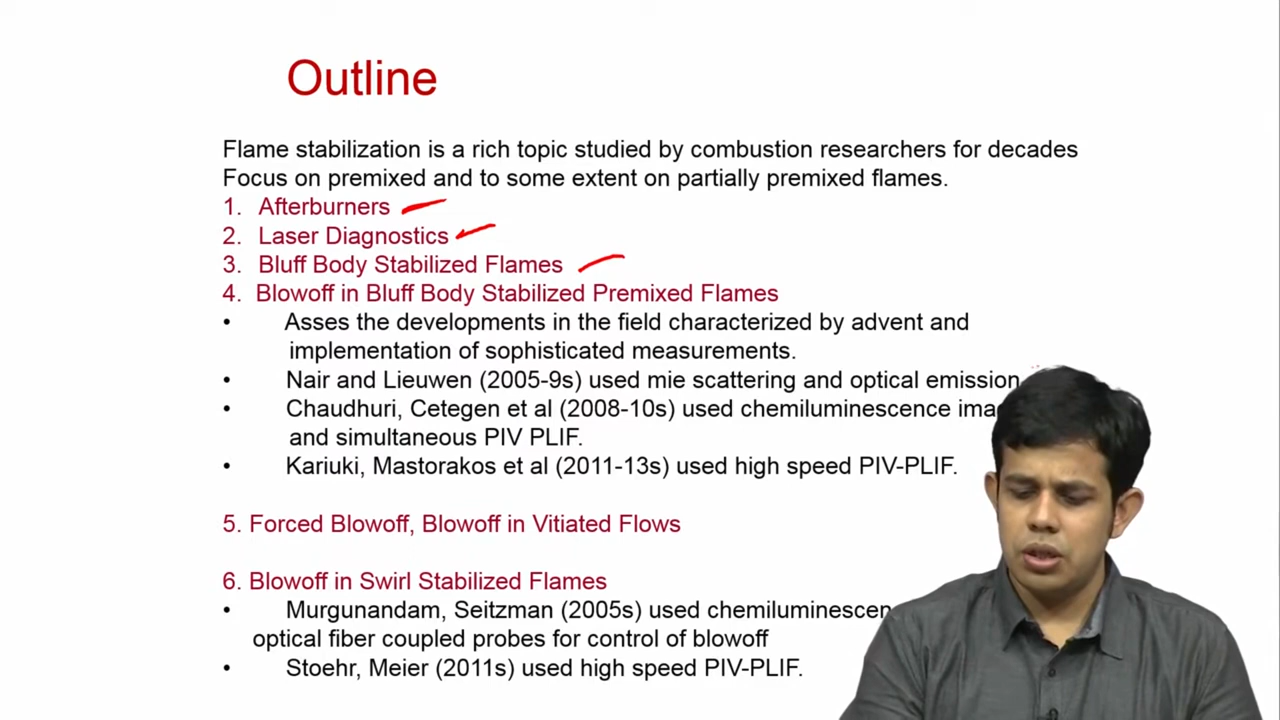 Outline
Flame stabilization is a rich topic studied by combustion researchers for decades
Focus on premixed and to some extent on partially premixed flames.
1. Afterburners
2. Laser Diagnostics
3. Bluff Body Stabilized Flames
4. Blowoff in Bluff Body Stabilized Premixed Flames
• Asses the developments in the field characterized by advent and
implementation of sophisticated measurements.
• Nair and Lieuwen (2005-9s) used mie scattering and optical emission
• Chaudhuri, Cetegen et al (2008-10s) used chemiluminescence
and simultaneous PIV PLIF.
• Kariuki, Mastorakos et al (2011-13s) used high speed PIV-PLIF.
5. Forced Blowoff, Blowoff in Vitiated Flows
6. Blowoff in Swirl Stabilized Flames
• Murgunandam, Seitzman (2005s) used
optical fiber coupled probes for control of blowoff
• Stoehr, Meier (2011s) used high speed PIV-PLIF.